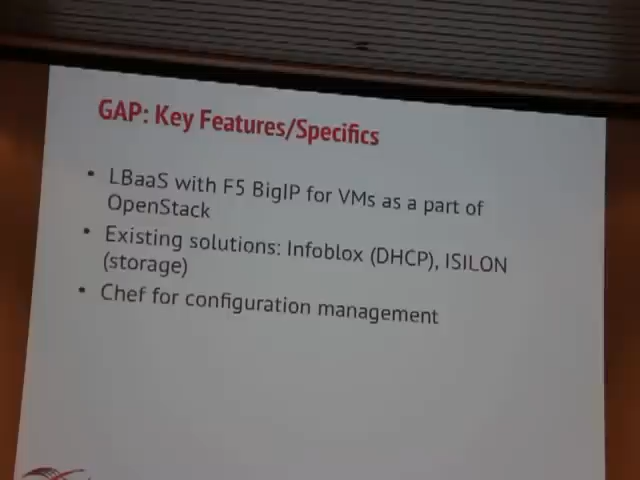 GAP: Key Features/Specifics
• LBaaS with F5 BigIP for VMs as a part of
OpenStack
• Existing solutions: Infoblox (DHCP), ISILON
(storage)
• Chef for configuration management